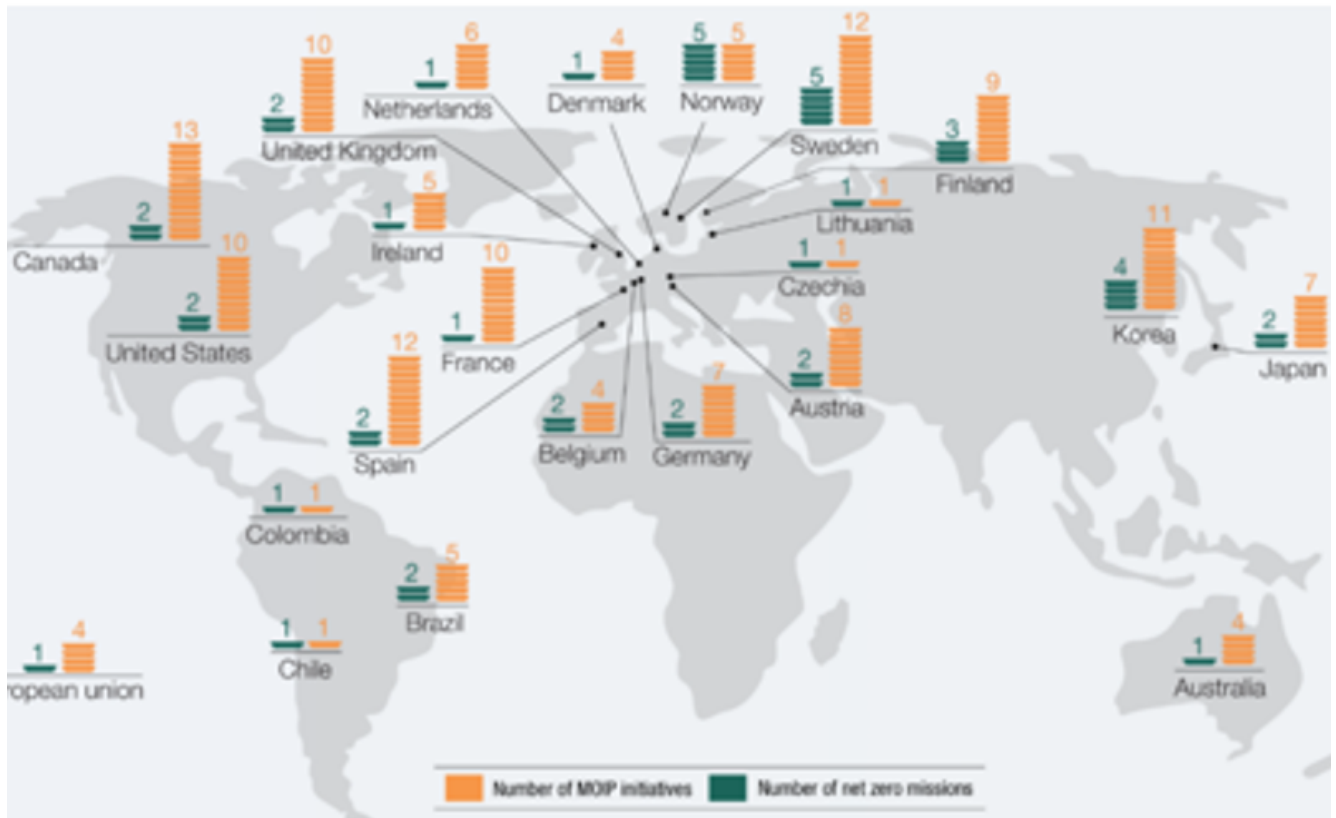 12
10
6
4
5
5
1
1
5
Netherlands
Denmark
Norway
9
2
3
13
United Kingdom
Sweden
Finland
2
1
5
1
1
Canada
Ireland
Lithuania
11
10
10
1
1
4
2
1
Czechia
Korea
7
2
United States
France
8
Japan
12
2
2
4
2
7
Austria
Spain
Belgium
Germany
1
1
Colombia
2
5
Brazil
1
1
Chile
1
4
ropean union
1
4
Australia
Number of MOIP initiatives
Number of net zero missions